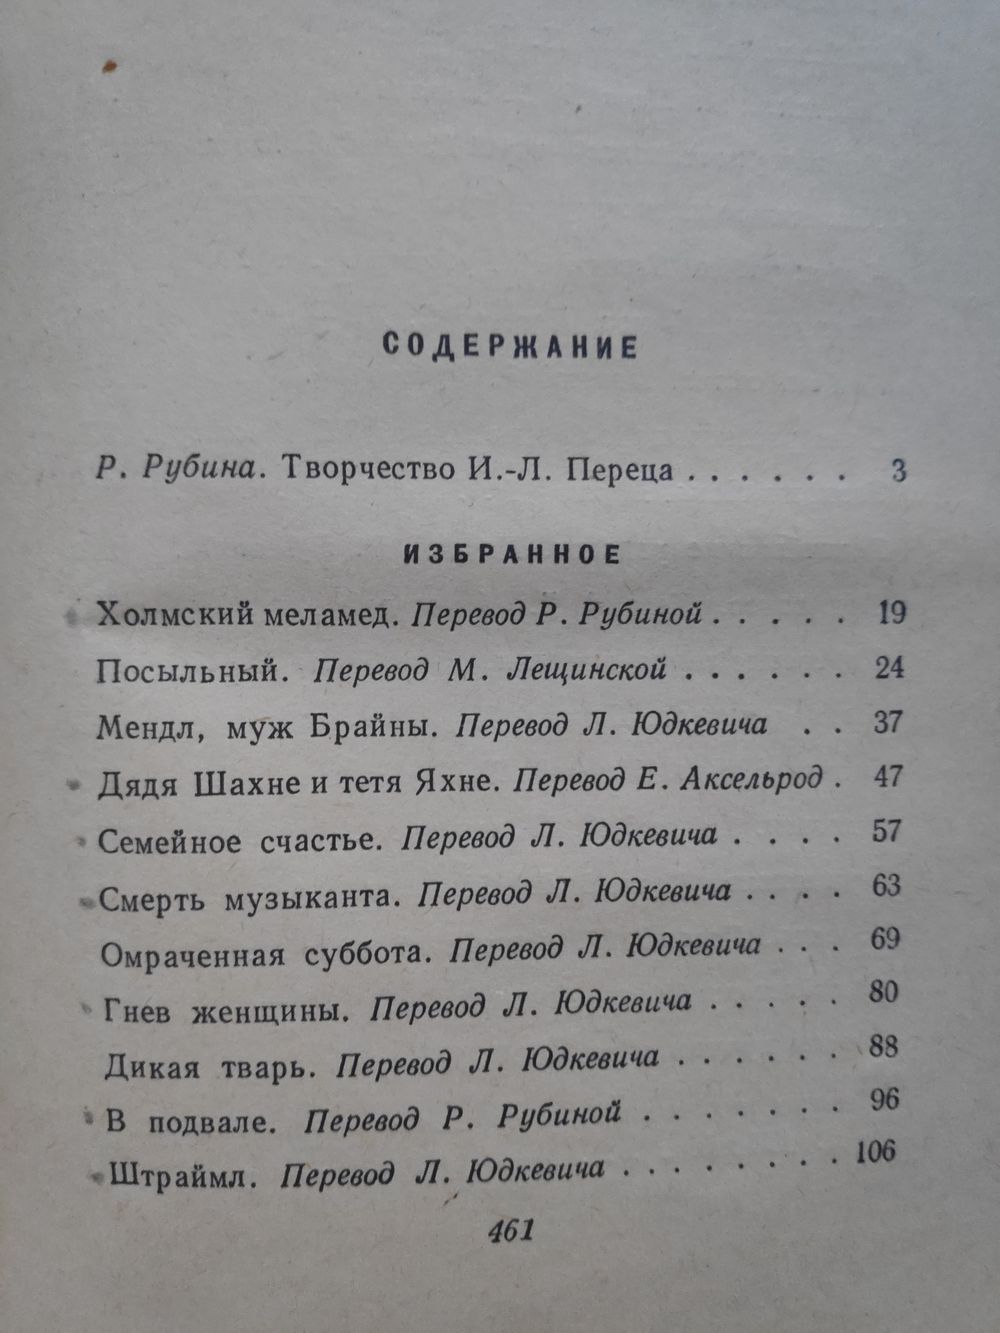 СОДЕРЖАНИЕ
Р. Рубина. Творчество И.-Л. Переца . . . . . . 3
ИЗБРАННОЕ
Холмский меламед. Перевод Р. Рубиной . . . . . 19
Посыльный. Перевод М. Лещинской . . . . . . 24
Мендл, муж Брайны. Перевод Л. Юдкевича . . 37
Дядя Шахне и тетя Яхне. Перевод Е. Аксельрод . 47
Семейное счастье. Перевод Л. Юдкевича . . . . 57
Смерть музыканта. Перевод Л. Юдкевича . . . . 63
Омраченная суббота. Перевод Л. Юдкевича . . . 69
Гнев женщины. Перевод Л. Юдкевича . . . . . 80
Дикая тварь. Перевод Л. Юдкевича . . . . . . 88
В подвале. Перевод Р. Рубиной . . . . . . . 96
Штраймл. Перевод Л. Юдкевича . . . . . . . . 106
461